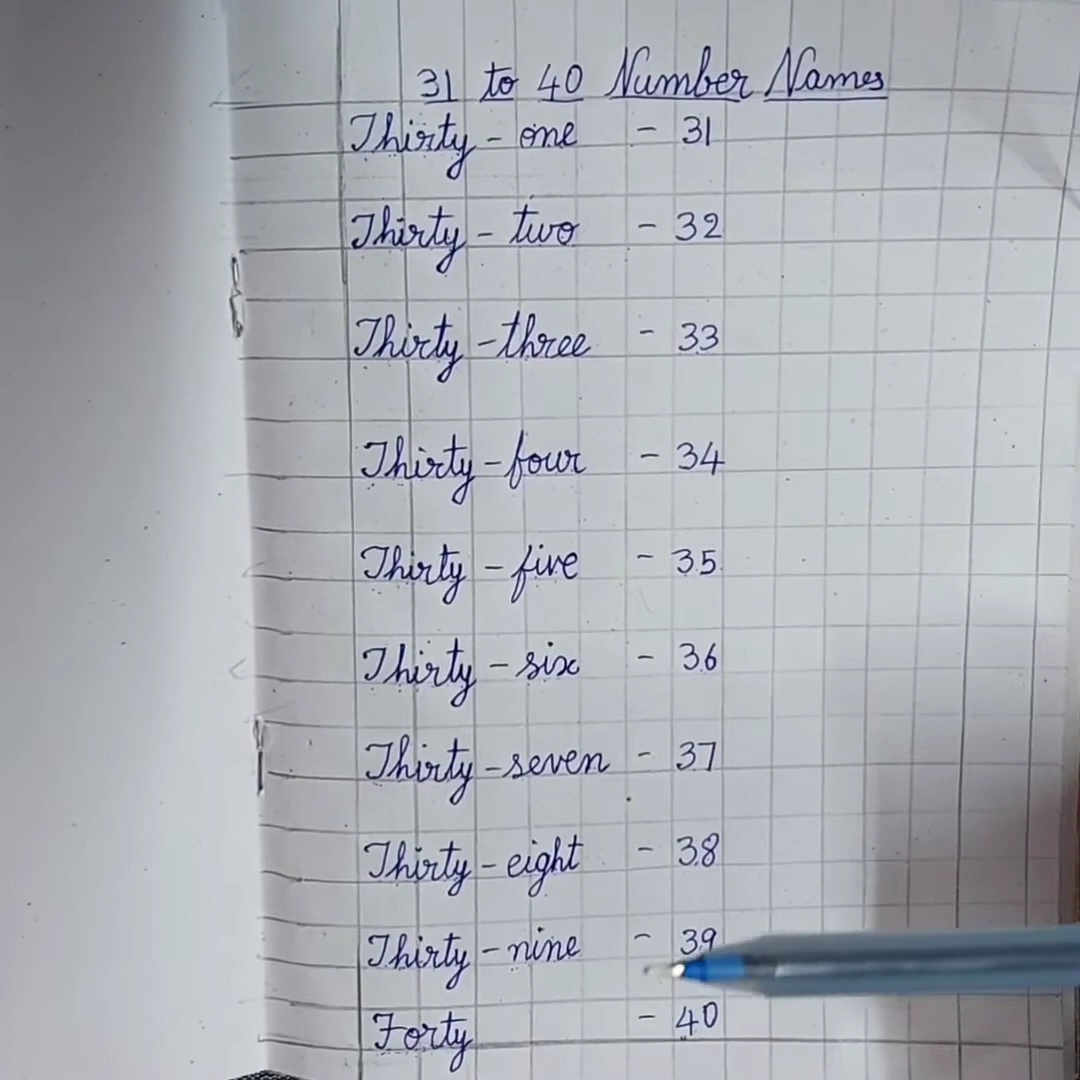 31 to 40 Number Names
Thirty - one - 31
Thirty - two - 32
Thirty - three - 33
Thirty - four - 34
Thirty - five - 35
Thirty - six - 36
Thirty - seven - 37
Thirty - eight - 38
Thirty - nine - 39
Forty - 40